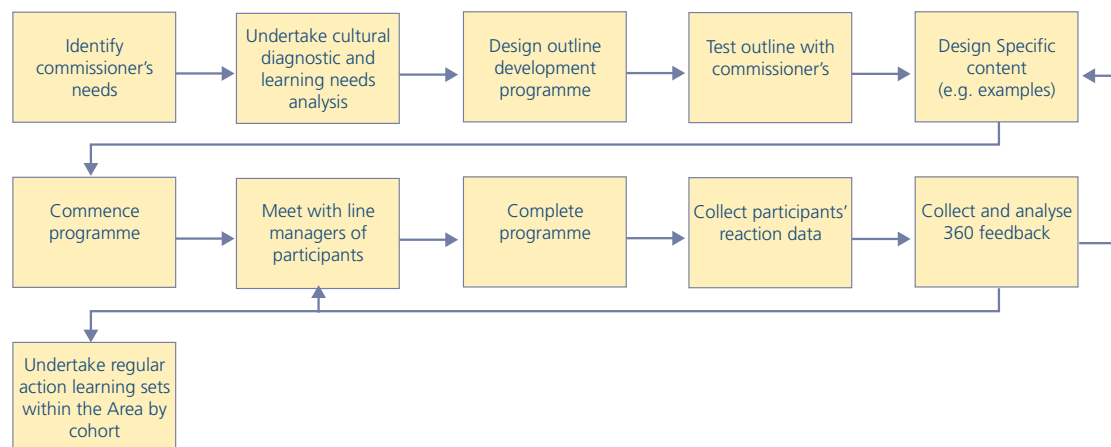 Identify
commissioner's
needs
Undertake cultural
diagnostic and
learning needs
analysis
Design outline
development
programme
Test outline with
commissioner's
Design Specific
content
(e.g. examples)
Commence
programme
Meet with line
managers of
participants
Complete
programme
Collect participants'
reaction data
Collect and analyse
360 feedback
Undertake regular
action learning sets
within the Area by
cohort